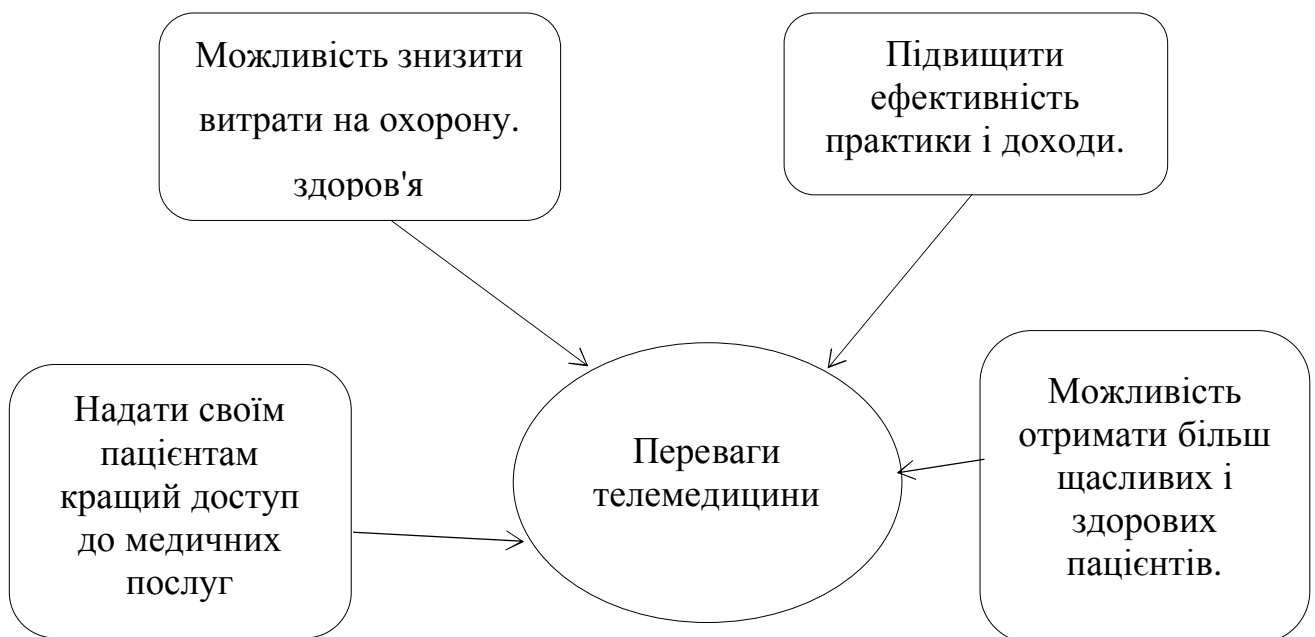 Можливість знизити
витрати на охорону.
здоров'я
Підвищити
ефективність
практики і доходи.
Надати своїм
пацієнтам
кращий доступ
до медичних
послуг
Переваги
телемедицини
Можливість
отримати більш
щасливих і
здорових
пацієнтів.